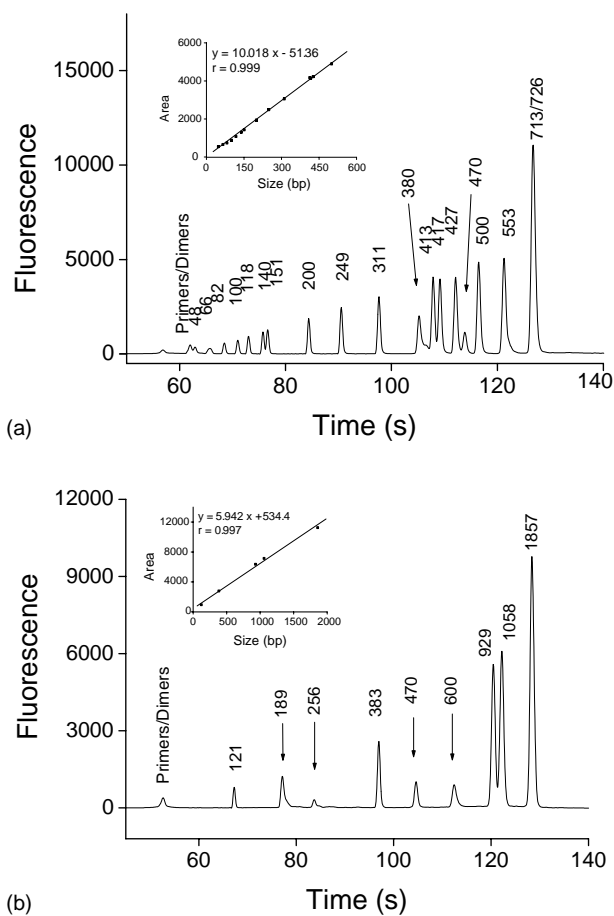 15000
10000
5000
0
Fluorescence
6000
4000
2000
0
Area
y = 10.018 x - 51.36
r = 0.999
0 150 300 450 600
Size (bp)
Primers/Dimers
48
66
82
100
118
140
151
200
249
311
380
413
417
427
470
500
553
713/726
60 80 100 120 140
Time (s)
(a)
12000
9000
6000
3000
0
Fluorescence
12000
8000
4000
0
Area
y = 5.942 x +534.4
r = 0.997
0 500 1000 1500 2000
Size (bp)
Primers/Dimers
121
189
256
383
470
600
929
1058
1857
60 80 100 120 140
Time (s)
(b)